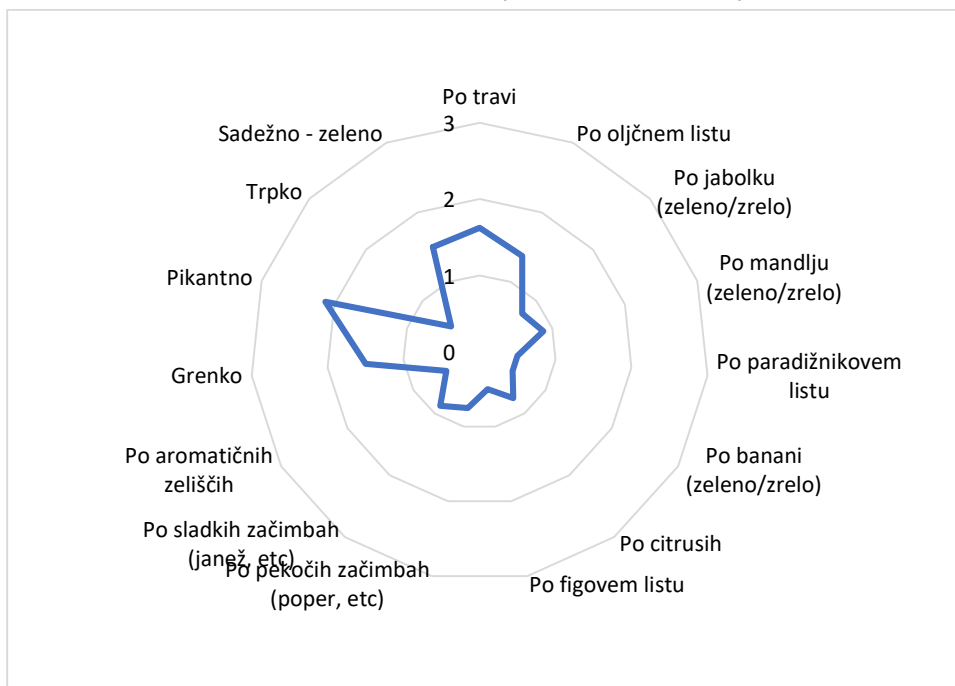 Po travi
3
2
1
0
Po oljčnem listu
Po jabolku
(zeleno/zrelo)
Po mandlju
(zeleno/zrelo)
Po paradižnikovem
listu
Po banani
(zeleno/zrelo)
Po citrusih
Po figovem listu
Po pekočih začimbah
(poper, etc)
Po sladkih začimbah
(janež, etc)
Po aromatičnih
zeliščih
Grenko
Pikantno
Trpko
Sadežno - zeleno